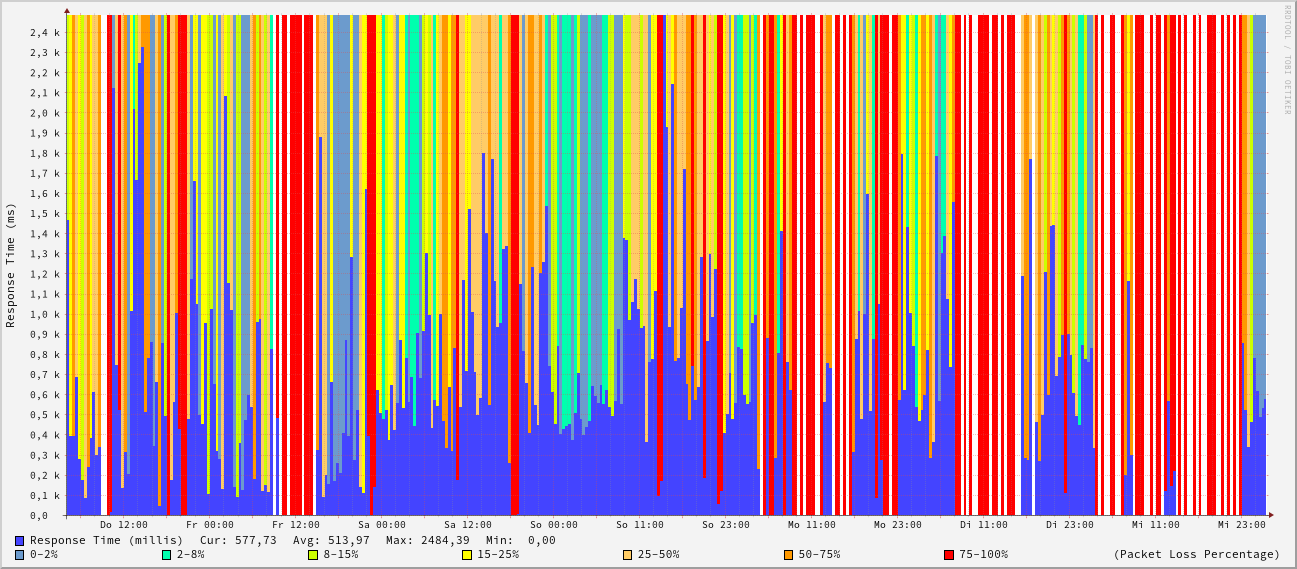 RRDTOOL / TOBI OETIKER
Response Time (ms)
2,4 k
2,3 k
2,2 k
2,1 k
2,0 k
1,9 k
1,8 k
1,7 k
1,6 k
1,5 k
1,4 k
1,3 k
1,2 k
1,1 k
1,0 k
0,9 k
0,8 k
0,7 k
0,6 k
0,5 k
0,4 k
0,3 k
0,2 k
0,1 k
0,0
Do 12:00 Fr 00:00 Fr 12:00 Sa 00:00 Sa 12:00 So 00:00 So 11:00 So 23:00 Mo 11:00 Mo 23:00 Di 11:00 Di 23:00 Mi 11:00 Mi 23:00
Response Time (millis) Cur: 577,73 Avg: 513,97 Max: 2484,39 Min: 0,00
0-2% 2-8% 8-15% 15-25% 25-50% 50-75% 75-100% (Packet Loss Percentage)